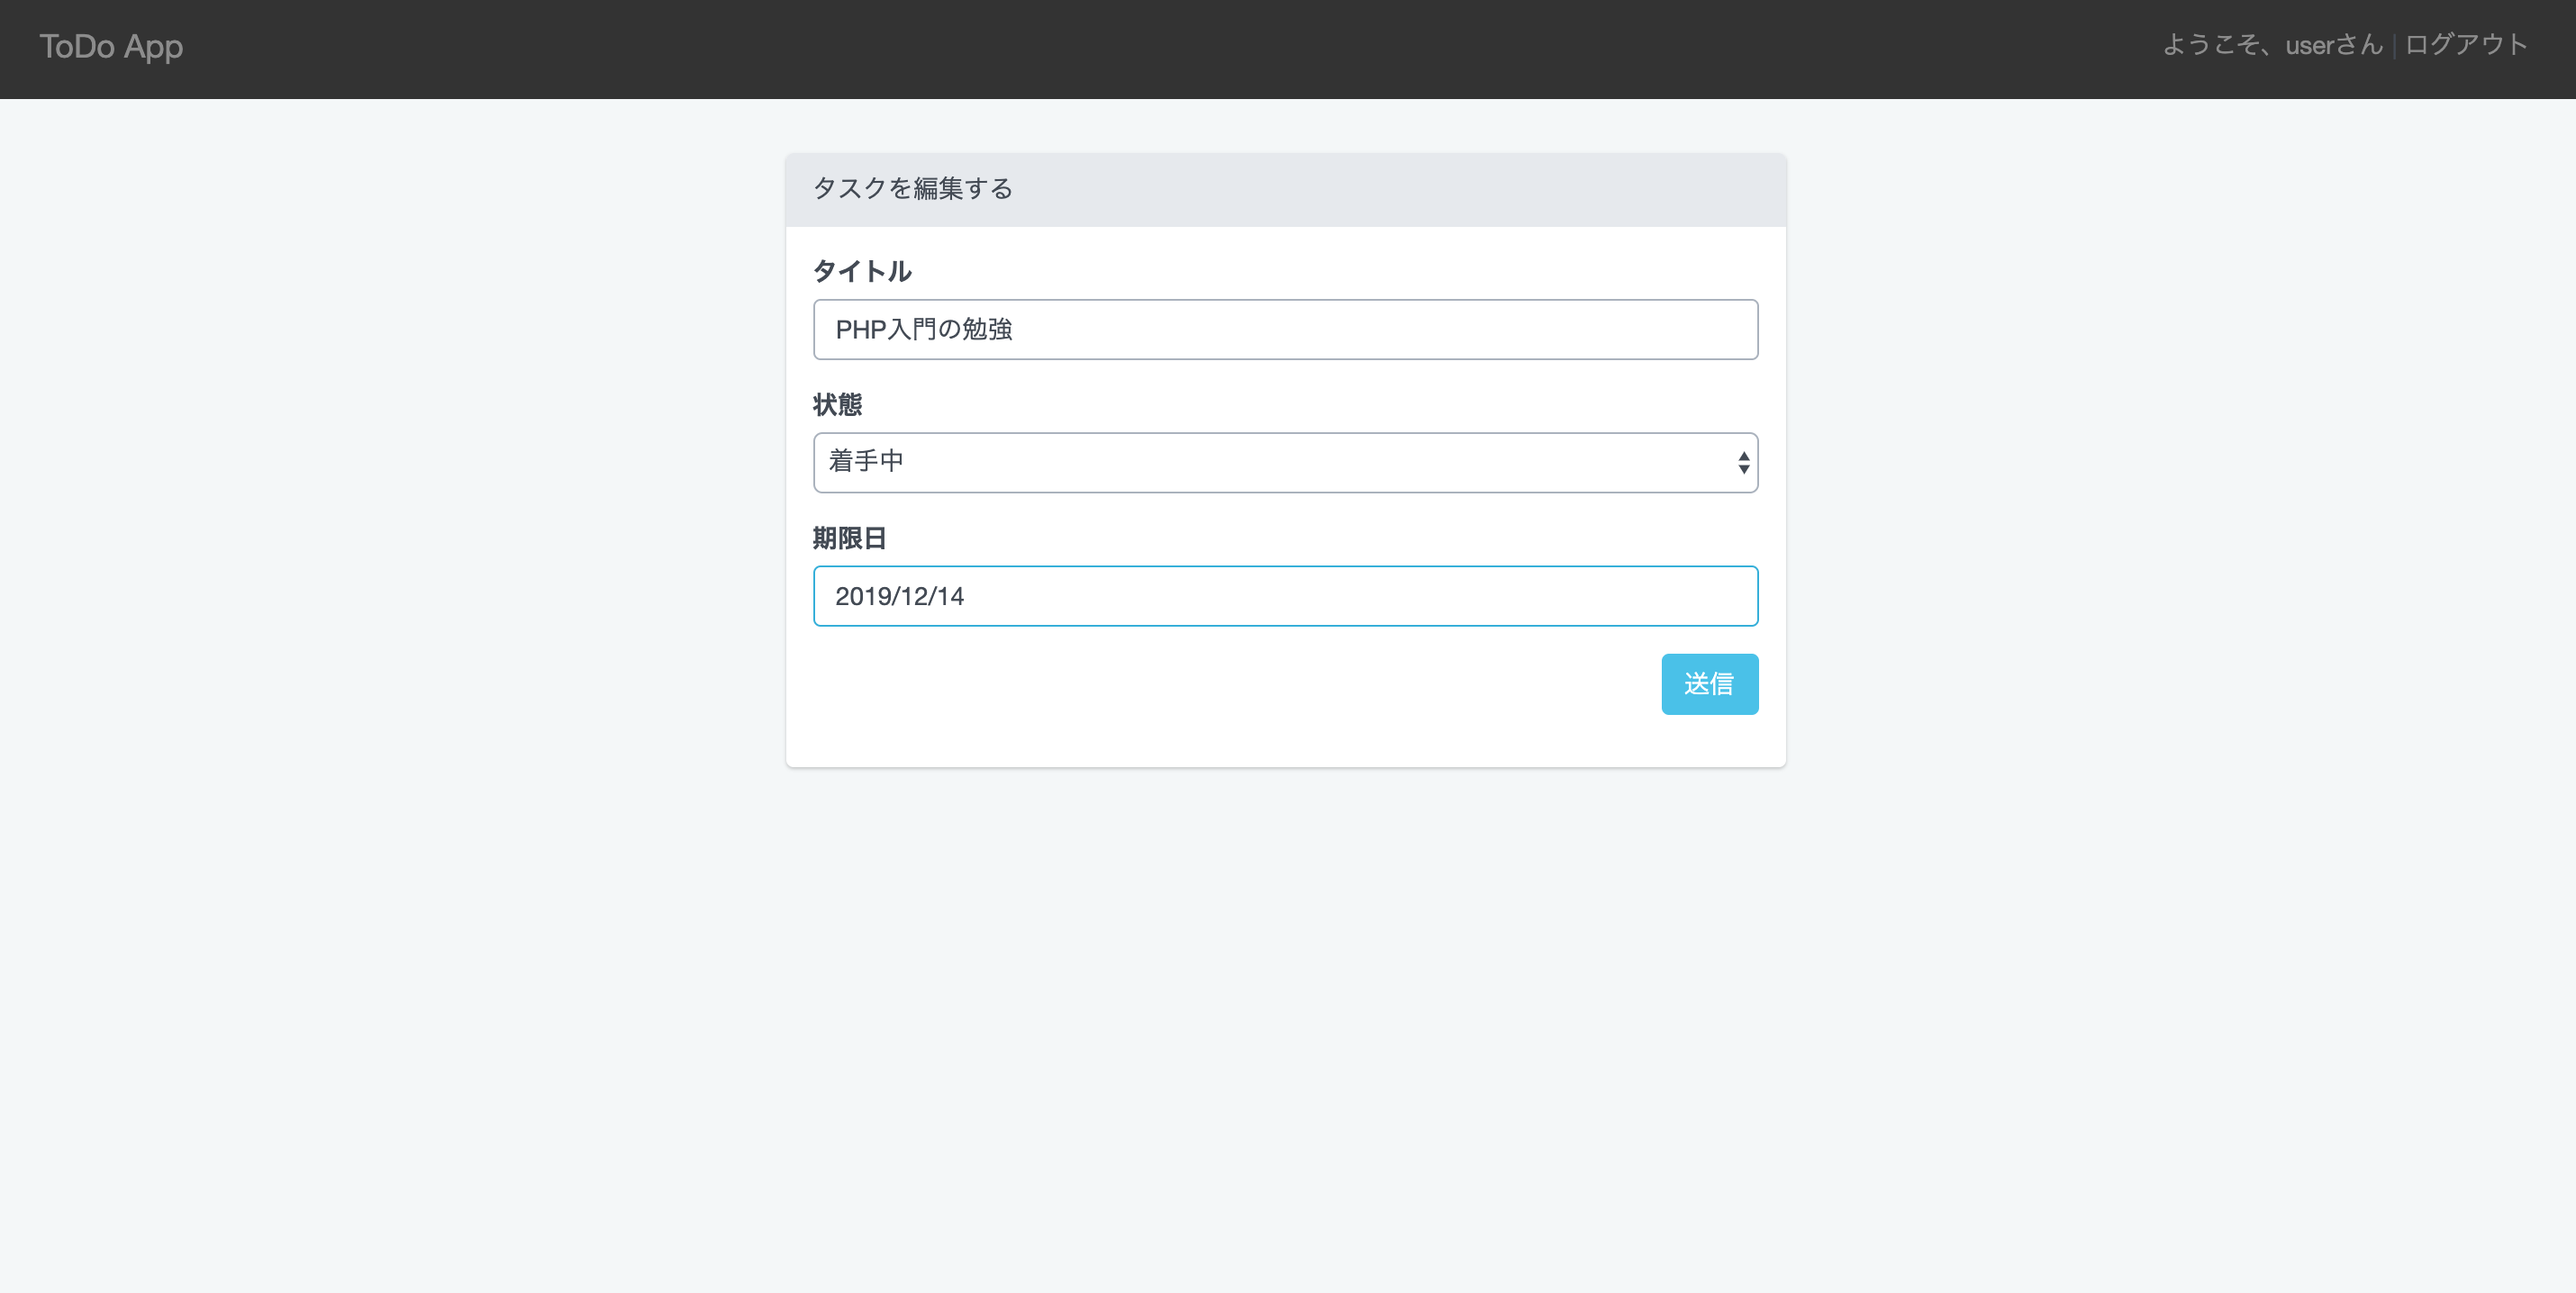 ToDo App
ようこそ、userさん | ログアウト
タスクを編集する
タイトル
PHP入門の勉強
状態
着手中
期限日
2019/12/14
送信